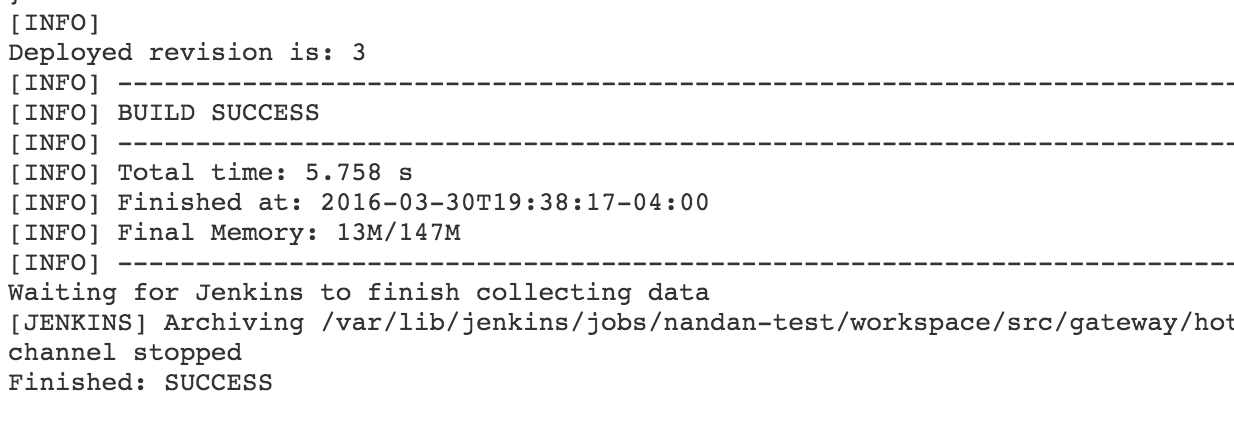 [INFO]
Deployed revision is: 3
[INFO] ------------------------------------------------------------------------
[INFO] BUILD SUCCESS
[INFO] ------------------------------------------------------------------------
[INFO] Total time: 5.758 s
[INFO] Finished at: 2016-03-30T19:38:17-04:00
[INFO] Final Memory: 13M/147M
[INFO] ------------------------------------------------------------------------
Waiting for Jenkins to finish collecting data
[JENKINS] Archiving /var/lib/jenkins/jobs/nandan-test/workspace/src/gateway/hot
channel stopped
Finished: SUCCESS